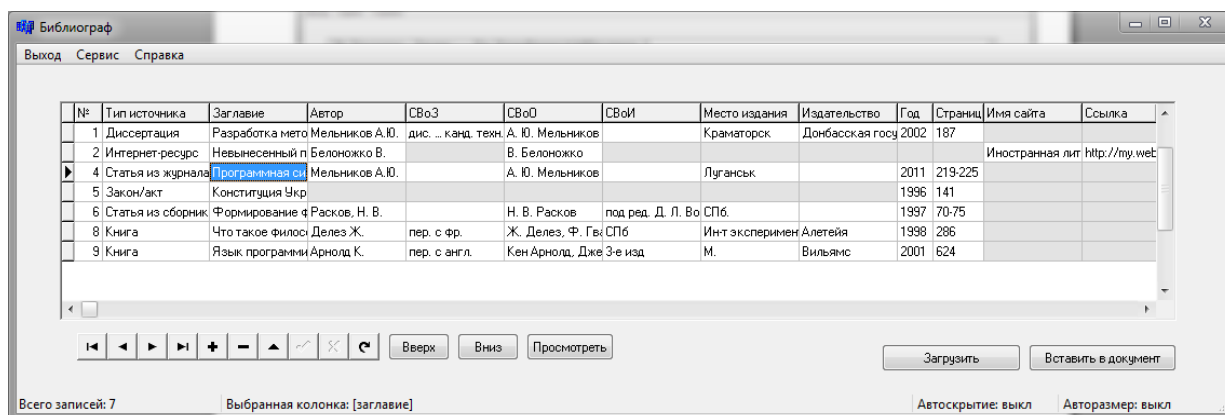 Библиограф
Выход Сервис Справка
№ Тип источника Заглавие Автор СВоЗ СВоО СВоИ Место издания Издательство Год Страниц Имя сайта Ссылка
1 Диссертация Разработка мето Мельников А.Ю. дис. ... канд. техн. А. Ю. Мельников Краматорск Донбасская госу 2002 187
2 Интернет-ресурс Невынесенный п Белоножко В. В. Белоножко Иностранная лит http://my.web
4 Статья из журнала Программная си Мельников А.Ю. А. Ю. Мельников Луганськ 2011 219-225
5 Закон/акт Конституция Укр 1996 141
6 Статья из сборник Формирование ф Расков, Н. В. Н. В. Расков под ред. Д. Л. Во СПб. 1997 70-75
8 Книга Что такое филос Делез Ж. пер. с фр. Ж. Делез, Ф. Гва СПб Ин-т эксперимен Алетейя 1998 286
9 Книга Язык программи Арнолд К. пер. с англ. Кен Арнолд, Дже 3-е изд М. Вильямс 2001 624
Вверх Вниз Просмотреть
Загрузить Вставить в документ
Всего записей: 7 Выбранная колонка: [заглавие] Автоскрытие: выкл Авторазмер: выкл